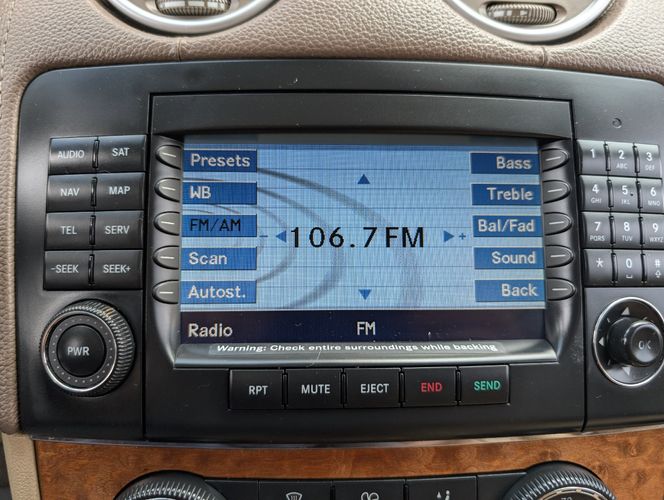 AUDIO
SAT
NAV
MAP
TEL
SERV
-SEEK
SEEK+
PWR
Presets
WB
FM/AM
Scan
Autost.
- 106.7 FM +
Bass
Treble
Bal/Fad
Sound
Back
Radio
FM
Warning: Check entire surroundings while backing
RPT
MUTE
EJECT
END
SEND
1
2 ABC
3 DEF
4 GHI
5 JKL
6 MNO
7 PQRS
8 TUV
9 WXYZ
*
0
#
OK